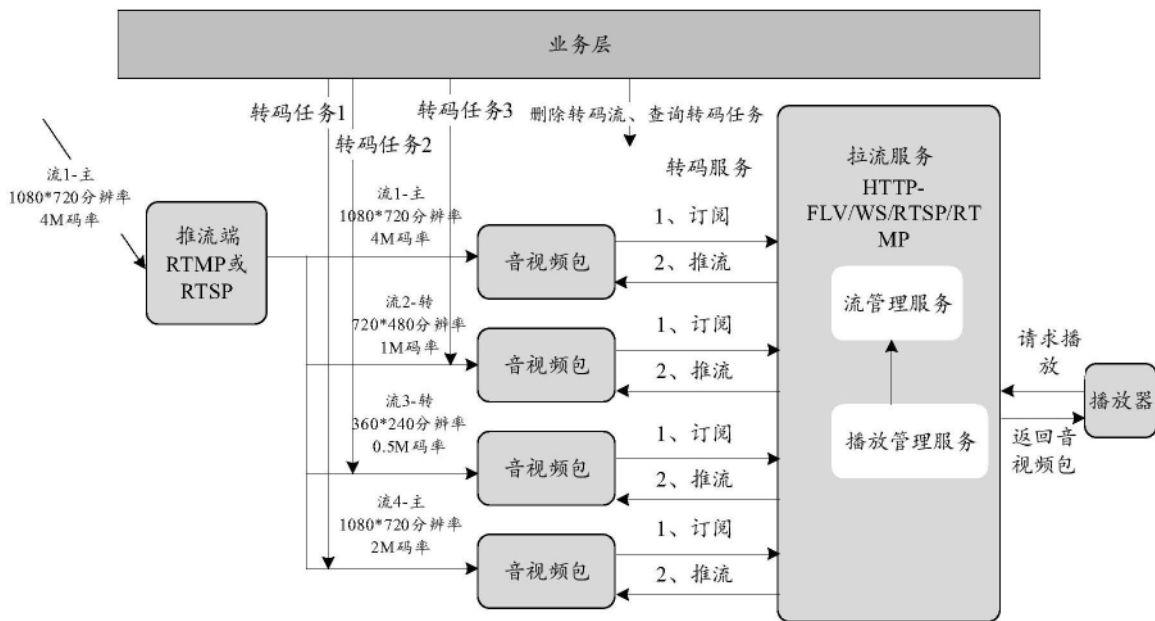 业务层
转码任务1
转码任务2
转码任务3
删除转码流、查询转码任务
流1-主
1080*720分辨率
4M码率
推流端
RTMP或
RTSP
流1-主
1080*720分辨率
4M码率
音视频包
流2-转
720*480分辨率
1M码率
音视频包
流3-转
360*240分辨率
0.5M码率
音视频包
流4-主
1080*720分辨率
2M码率
音视频包
转码服务
1、订阅
2、推流
1、订阅
2、推流
1、订阅
2、推流
1、订阅
2、推流
拉流服务
HTTP-
FLV/WS/RTSP/RT
MP
流管理服务
播放管理服务
请求播
放
播放器
返回音
视频包